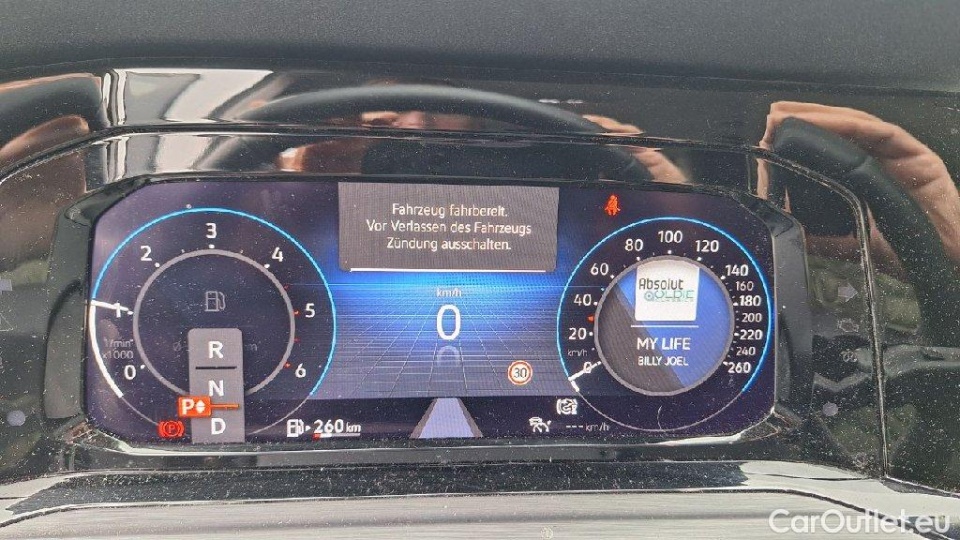 Fahrzeug fahrbereit.
Vor Verlassen des Fahrzeugs
Zündung ausschalten.
km/h
0
30
0
1
2
3
4
5
6
1/min
x1000
R
N
P
D
P
260 km
--- km/h
0
20
40
60
80
100
120
140
160
180
200
220
240
260
km/h
Absolut
OLDIE
MY LIFE
BILLY JOEL
CarOutlet.eu